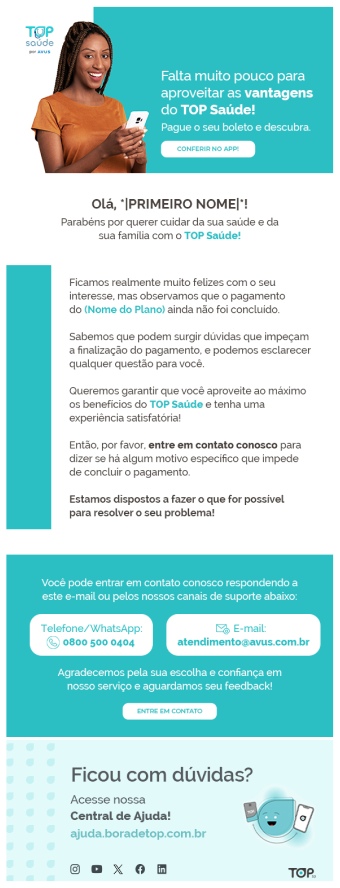 TOP
saúde
por AVUS
Falta muito pouco para
aproveitar as vantagens
do TOP Saúde!
Pague o seu boleto e descubra.
CONFERIR NO APP!
Olá, *|PRIMEIRO NOME|*!
Parabéns por querer cuidar da sua saúde e da
sua família com o TOP Saúde!
Ficamos realmente muito felizes com o seu
interesse, mas observamos que o pagamento
do (Nome do Plano) ainda não foi concluído.
Sabemos que podem surgir dúvidas que impeçam
a finalização do pagamento, e podemos esclarecer
qualquer questão para você.
Queremos garantir que você aproveite ao máximo
os benefícios do TOP Saúde e tenha uma
experiência satisfatória!
Então, por favor, entre em contato conosco para
dizer se há algum motivo específico que impede
de concluir o pagamento.
Estamos dispostos a fazer o que for possível
para resolver o seu problema!
Você pode entrar em contato conosco respondendo a
este e-mail ou pelos nossos canais de suporte abaixo:
Telefone/WhatsApp:
0800 500 0404
E-mail:
atendimento@avus.com.br
Agradecemos pela sua escolha e confiança em
nosso serviço e aguardamos seu feedback!
ENTRE EM CONTATO
Ficou com dúvidas?
Acesse nossa
Central de Ajuda!
ajuda.boradetop.com.br
TOP